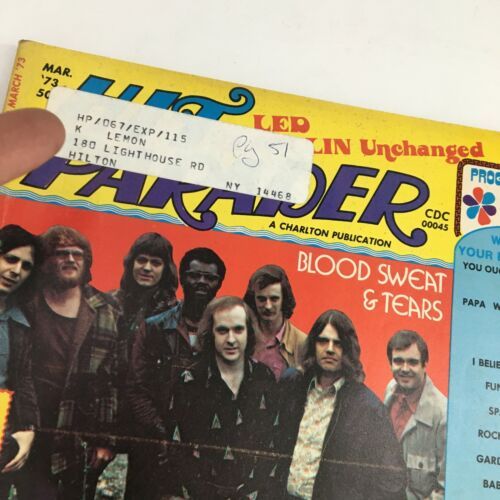 MARCH '73
MAR.
'73
50
HIT
PARADER
HP/067/EXP/115
K LEMON
180 LIGHTHOUSE RD
HILTON NY 14468
Pg 51
LED
LIN Unchanged
CDC
00045
A CHARLTON PUBLICATION
BLOOD SWEAT
& TEARS
PROG
W
YOUR
YOU OUG
PAPA W
I BELIE
FUN
SPA
ROCK
GARD
BAB